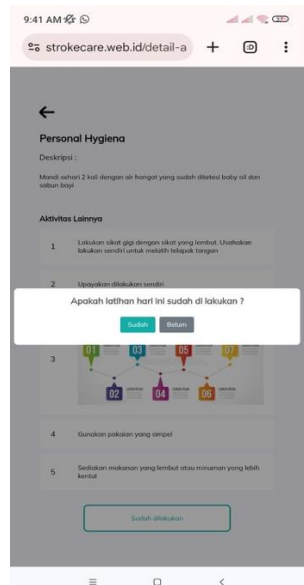 9:41 AM
strokecare.web.id/detail-a
Personal Hygiena
Deskripsi :
Mandi sehari 2 kali dengan air hangat yang sudah ditetesi baby oil dan
sabun bayi
Aktivitas Lainnya
1
Lakukan sikat gigi dengan sikat yang lembut. Usahakan
lakukan sendiri untuk melatih telapak tangan
2
Upayakan dilakukan sendiri
Apakah latihan hari ini sudah di lakukan ?
Sudah
Belum
01
03
05
07
3
02
04
06
4
Gunakan pakaian yang simpel
5
Sediakan makanan yang lembut atau minuman yang lebih
kental
Sudah dilakukan